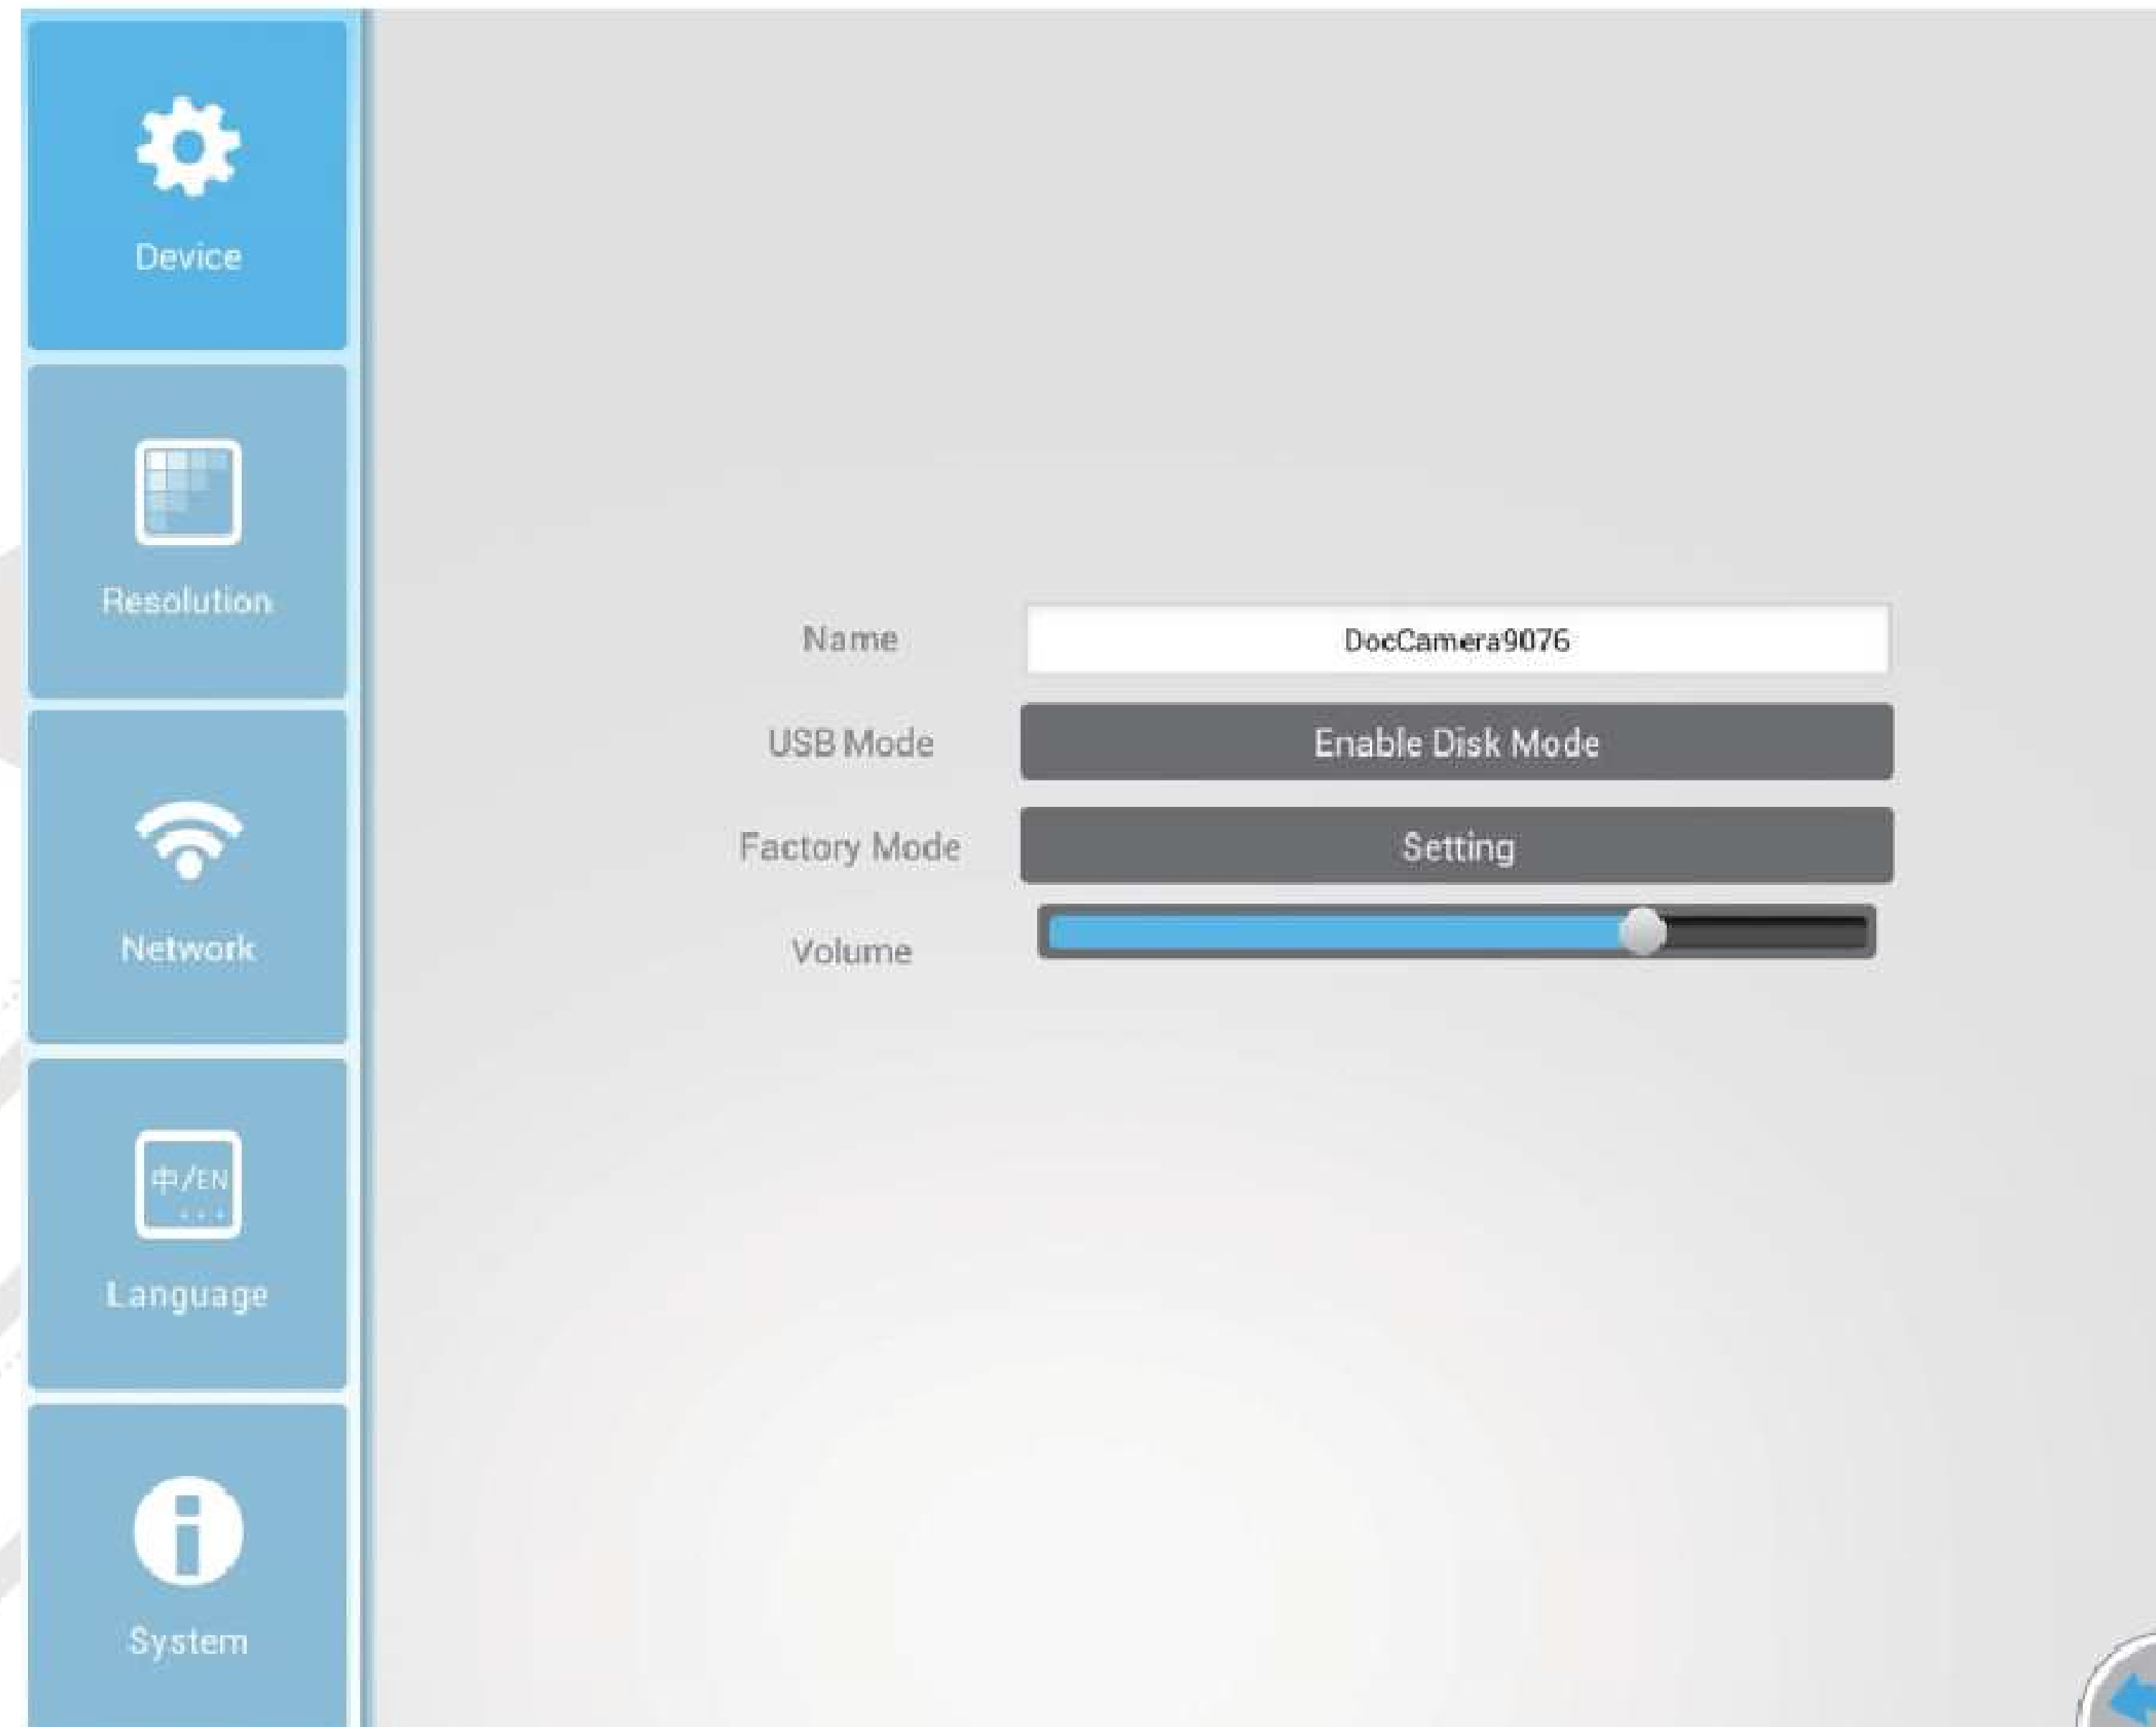 Device
Resolution
Network
中/EN
Language
System
Name
DocCamera9076
USB Mode
Enable Disk Mode
Factory Mode
Setting
Volume